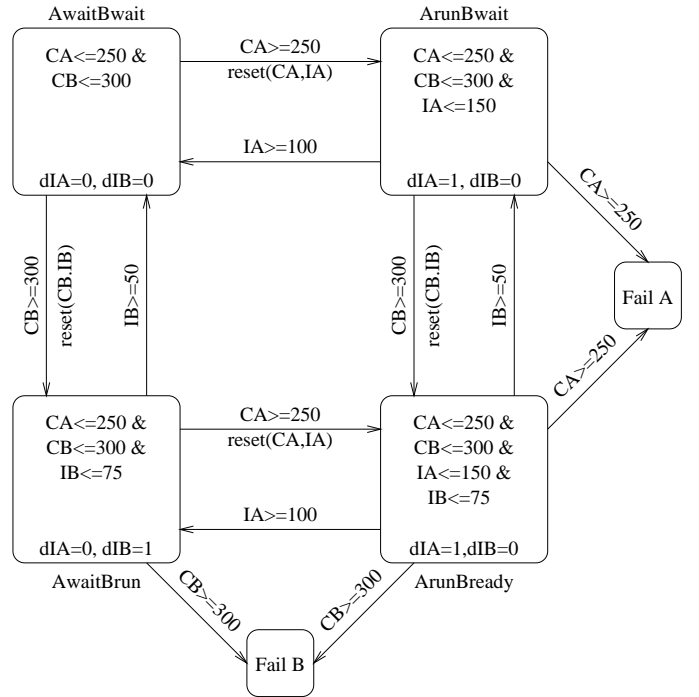 AwaitBwait
ArunBwait
CA<=250 &
CB<=300
CA>=250
reset(CA,IA)
CA<=250 &
CB<=300 &
IA<=150
IA>=100
dIA=0, dIB=0
dIA=1, dIB=0
CA>=250
CB>=300
reset(CB.IB)
IB>=50
CB>=300
reset(CB.IB)
IB>=50
Fail A
CA>=250
CA<=250 &
CB<=300 &
IB<=75
CA>=250
reset(CA,IA)
CA<=250 &
CB<=300 &
IA<=150 &
IB<=75
IA>=100
dIA=0, dIB=1
dIA=1,dIB=0
AwaitBrun
ArunBready
CB>=300
CB>=300
Fail B